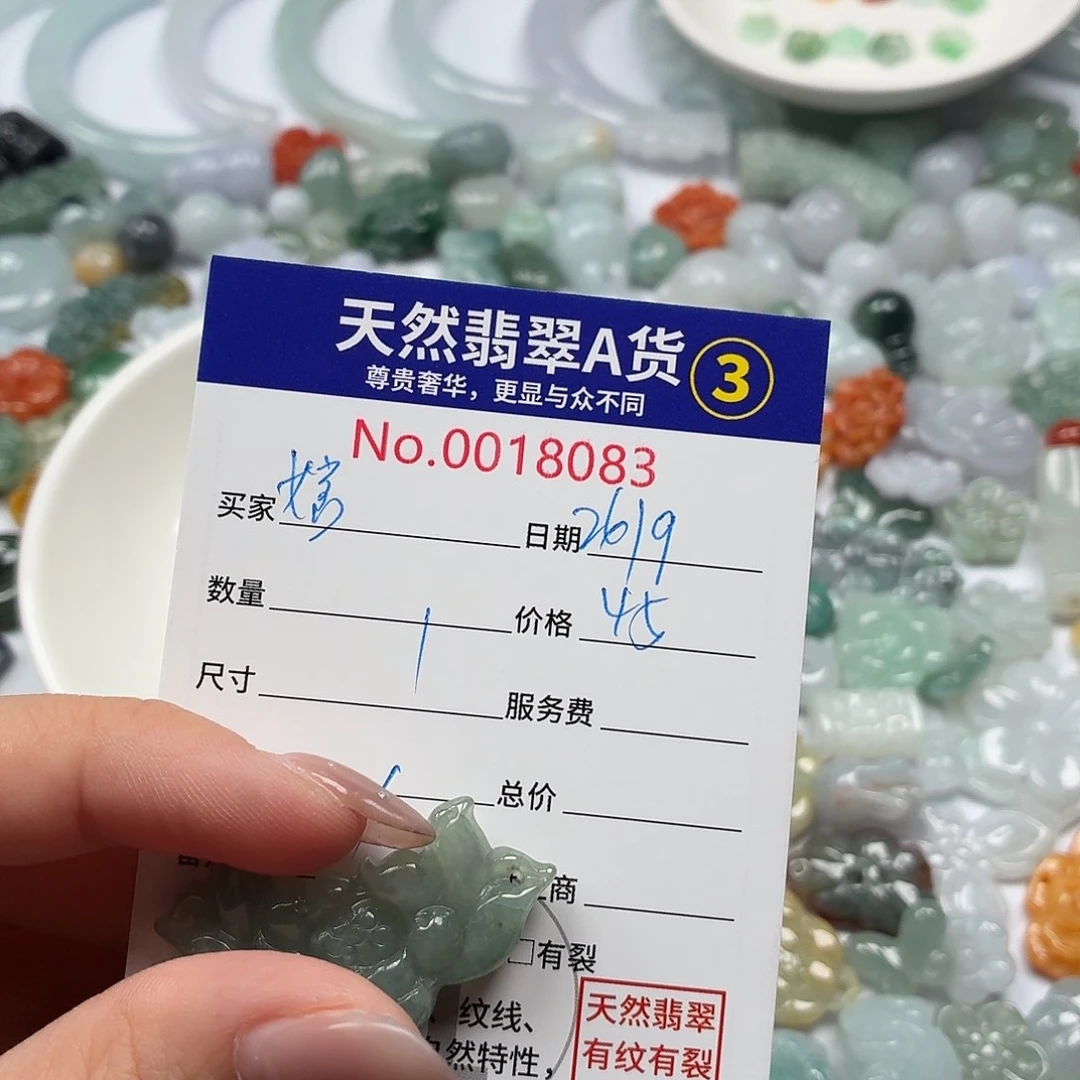 天然翡翠A货 3
尊贵奢华，更显与众不同
No.0018083
买家 日期 2619
数量 1 价格 45
尺寸 服务费
总价
商
□有裂
、纹线、
然特性，
天然翡翠
有纹有裂